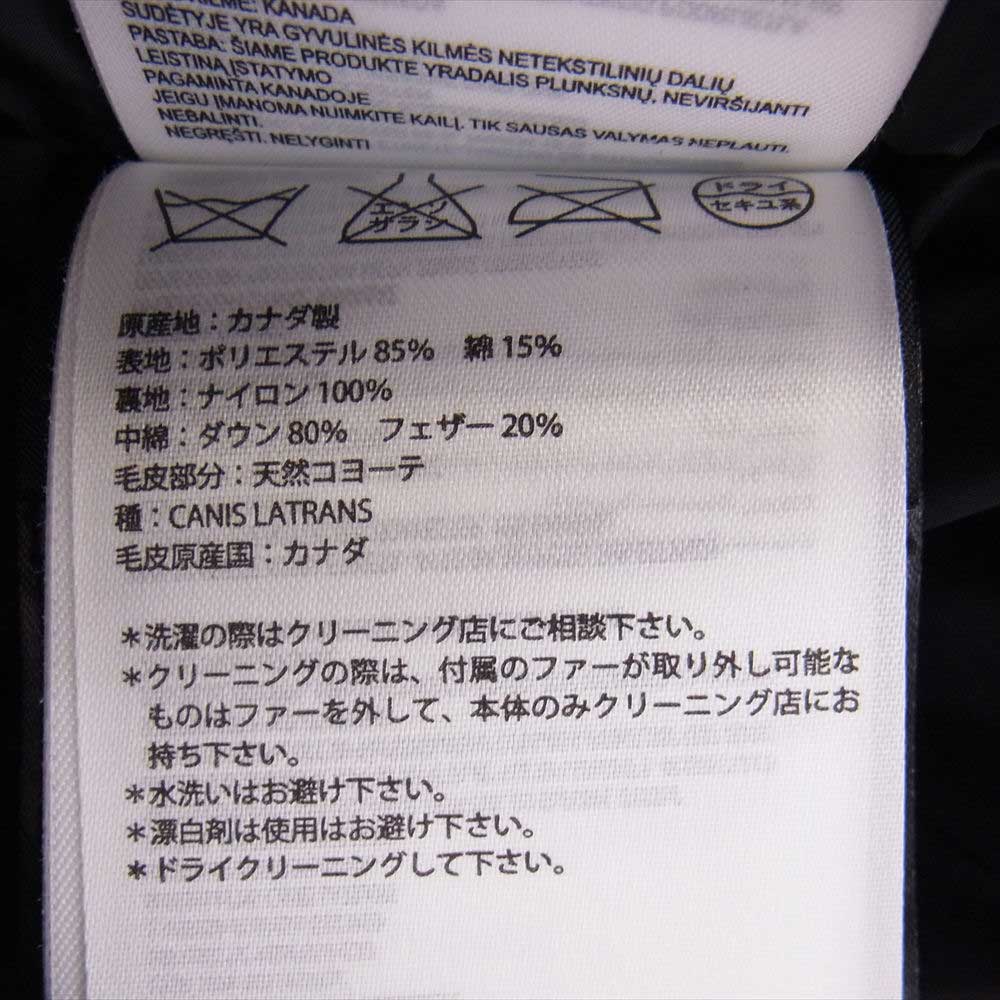 KILMĖ: KANADA
SUDĖTYJE YRA GYVULINĖS KILMĖS NETEKSTILINIŲ DALIŲ
PASTABA: ŠIAME PRODUKTE YRADALIS PLUNKSNŲ, NEVIRŠIJANTI
LEISTINA ĮSTATYMO
PAGAMINTA KANADOJE
JEIGU ĮMANOMA NUIMKITE KAILĮ. TIK SAUSAS VALYMAS NEPLAUTI.
NEBALINTI.
NEGRĘŠTI. NELYGINTI
エンソ
サラシ
ドライ
セキユ系
原産地：カナダ製
表地：ポリエステル 85%　綿 15%
裏地：ナイロン 100%
中綿：ダウン 80%　フェザー 20%
毛皮部分：天然コヨーテ
種：CANIS LATRANS
毛皮原産国：カナダ
＊洗濯の際はクリーニング店にご相談下さい。
＊クリーニングの際は、付属のファーが取り外し可能な
ものはファーを外して、本体のみクリーニング店にお
持ち下さい。
＊水洗いはお避け下さい。
＊漂白剤は使用はお避け下さい。
＊ドライクリーニングして下さい。